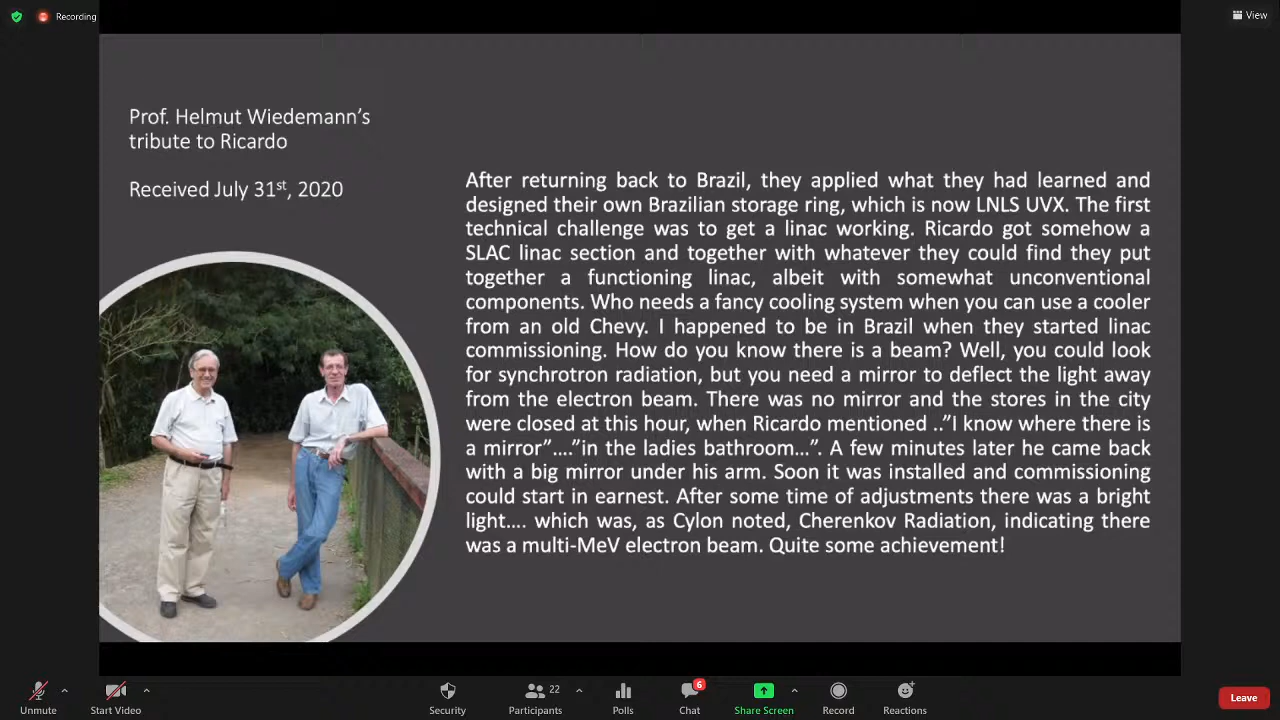 Recording
View
Prof. Helmut Wiedemann’s
tribute to Ricardo
Received July 31st, 2020
After returning back to Brazil, they applied what they had learned and
designed their own Brazilian storage ring, which is now LNLS UVX. The first
technical challenge was to get a linac working. Ricardo got somehow a
SLAC linac section and together with whatever they could find they put
together a functioning linac, albeit with somewhat unconventional
components. Who needs a fancy cooling system when you can use a cooler
from an old Chevy. I happened to be in Brazil when they started linac
commissioning. How do you know there is a beam? Well, you could look
for synchrotron radiation, but you need a mirror to deflect the light away
from the electron beam. There was no mirror and the stores in the city
were closed at this hour, when Ricardo mentioned ..”I know where there is
a mirror”....”in the ladies bathroom...”. A few minutes later he came back
with a big mirror under his arm. Soon it was installed and commissioning
could start in earnest. After some time of adjustments there was a bright
light.... which was, as Cylon noted, Cherenkov Radiation, indicating there
was a multi-MeV electron beam. Quite some achievement!
Unmute
Start Video
Security
Participants
22
Polls
Chat
6
Share Screen
Record
Reactions
Leave